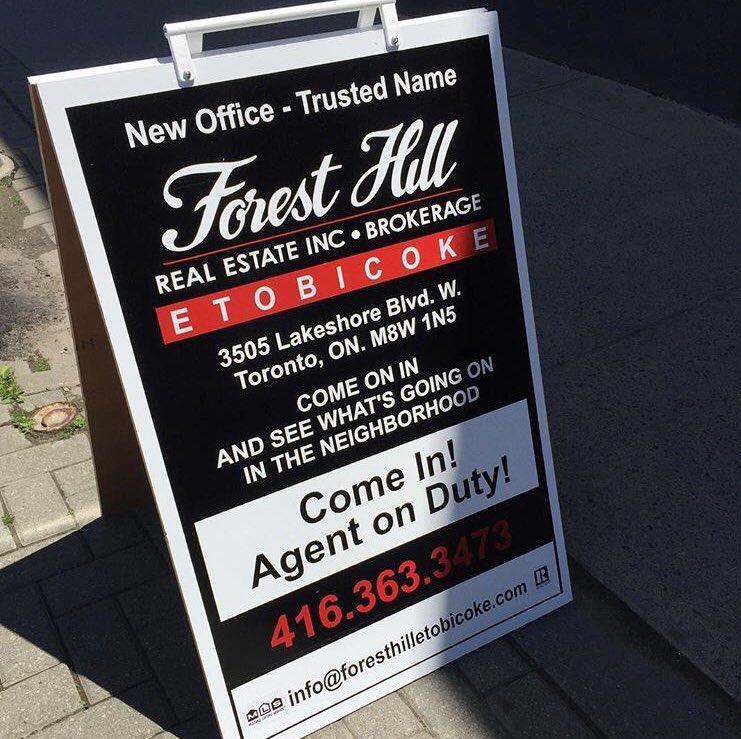 New Office - Trusted Name
Forest Hill
REAL ESTATE INC • BROKERAGE
ETOBICOKE
3505 Lakeshore Blvd. W.
Toronto, ON. M8W 1N5
COME ON IN
AND SEE WHAT'S GOING ON
IN THE NEIGHBORHOOD
Come In!
Agent on Duty!
416.363.3473
MLS info@foresthilletobicoke.com R